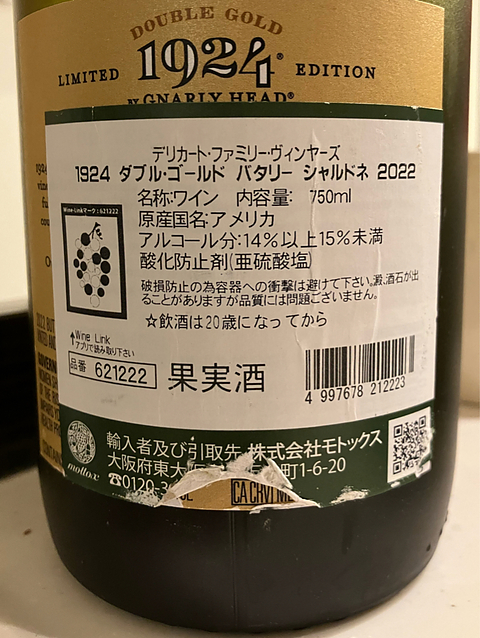 DOUBLE GOLD
LIMITED 1924® EDITION
BY GNARLY HEAD®
デリカート・ファミリー・ヴィンヤーズ
1924 ダブル・ゴールド バタリー シャルドネ 2022
名称:ワイン 内容量: 750ml
原産国名:アメリカ
アルコール分:14%以上15%未満
酸化防止剤(亜硫酸塩)
Wine-Linkマーク:621222
破損防止の為容器への衝撃は避けて下さい。澱、酒石が出
ることがありますが品質には問題ございません。
☆飲酒は20歳になってから
↑Wine Link
アプリで読み取り下さい
品番 621222
果実酒
4 997678 212223
mottox
輸入者及び引取先 株式会社モトックス
大阪府東大阪 町1-6-20
☎0120-3
CA CRV ME